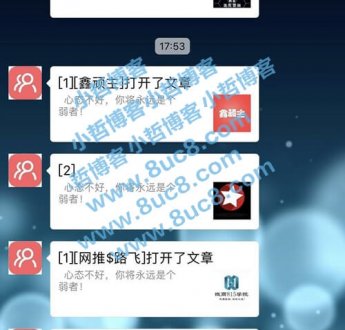 17:53
[1][鑫顽主]打开了文章
心态不好，你将永远是个
弱者！
鑫顽主
[2]
心态不好，你将永远是个
弱者！
[1][网推$路飞]打开了文章
心态不好，你将永远是个
弱者！
小哲博客
www.8uc8.com
小哲博客
www.8uc8.com
小哲博客
www.8uc8.com